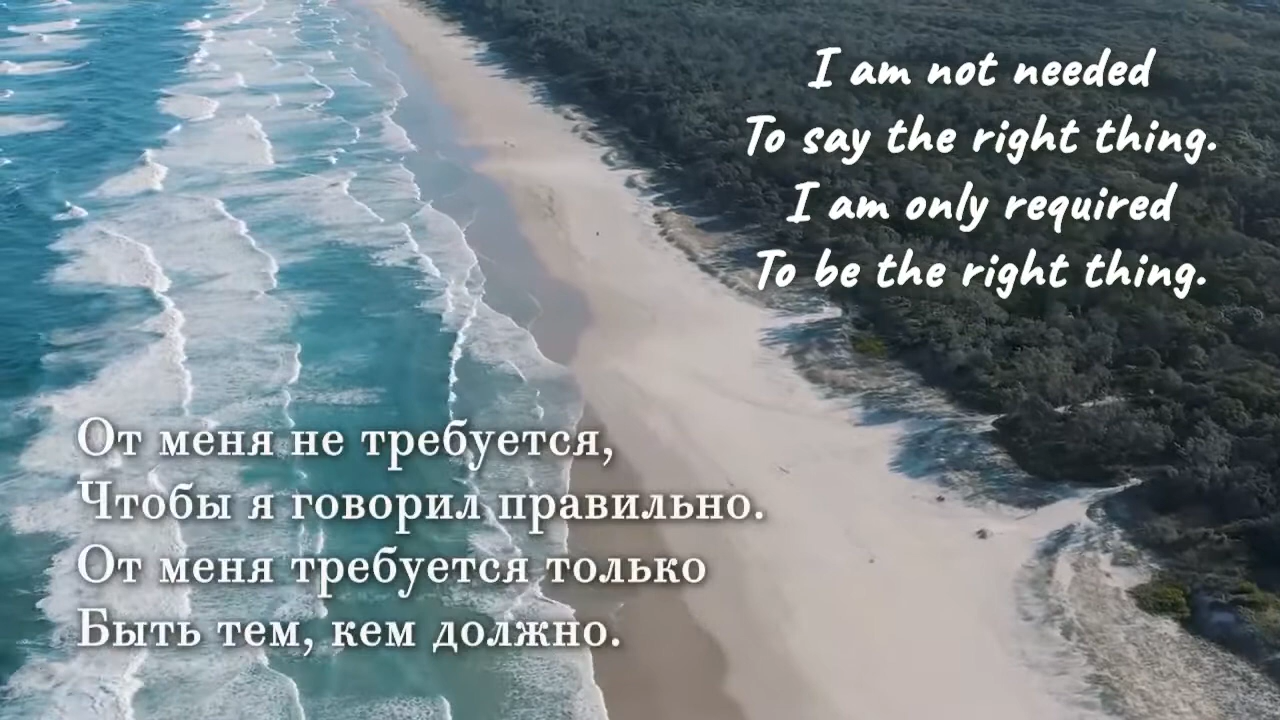 I am not needed
To say the right thing.
I am only required
To be the right thing.
От меня не требуется,
Чтобы я говорил правильно.
От меня требуется только
Быть тем, кем должно.